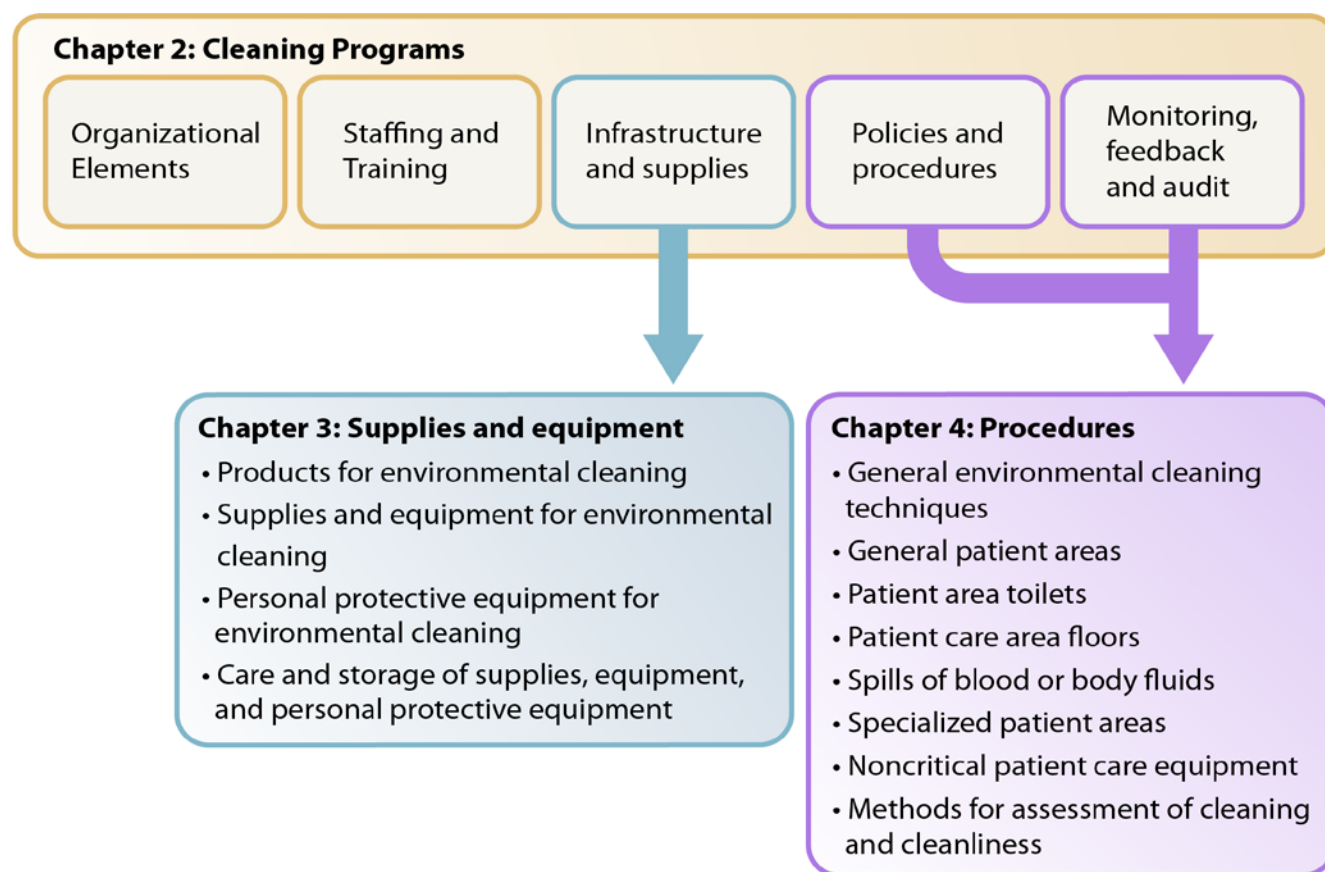 Chapter 2: Cleaning Programs
Organizational
Elements
Staffing and
Training
Infrastructure
and supplies
Policies and
procedures
Monitoring,
feedback
and audit
Chapter 3: Supplies and equipment
• Products for environmental cleaning
• Supplies and equipment for environmental
cleaning
• Personal protective equipment for
environmental cleaning
• Care and storage of supplies, equipment,
and personal protective equipment
Chapter 4: Procedures
• General environmental cleaning
techniques
• General patient areas
• Patient area toilets
• Patient care area floors
• Spills of blood or body fluids
• Specialized patient areas
• Noncritical patient care equipment
• Methods for assessment of cleaning
and cleanliness